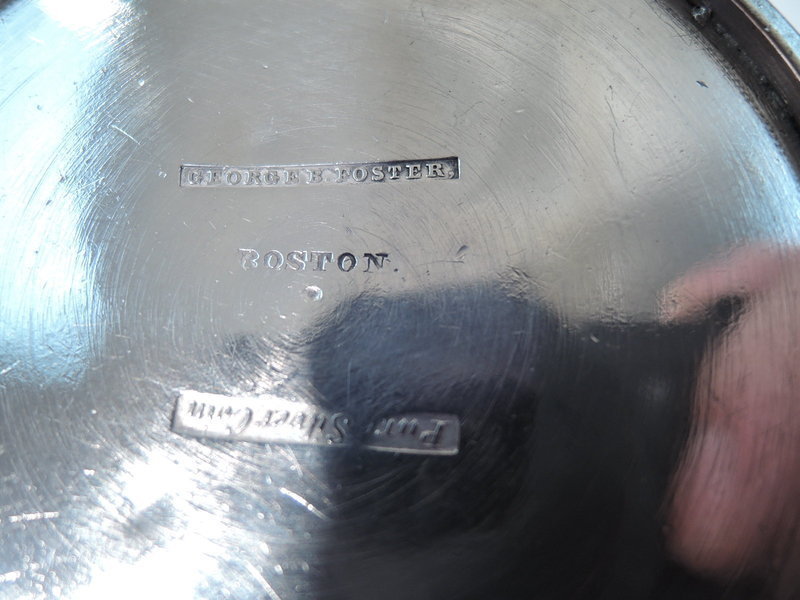 GEORGE B. FOSTER,
BOSTON.
Pure Silver Coin